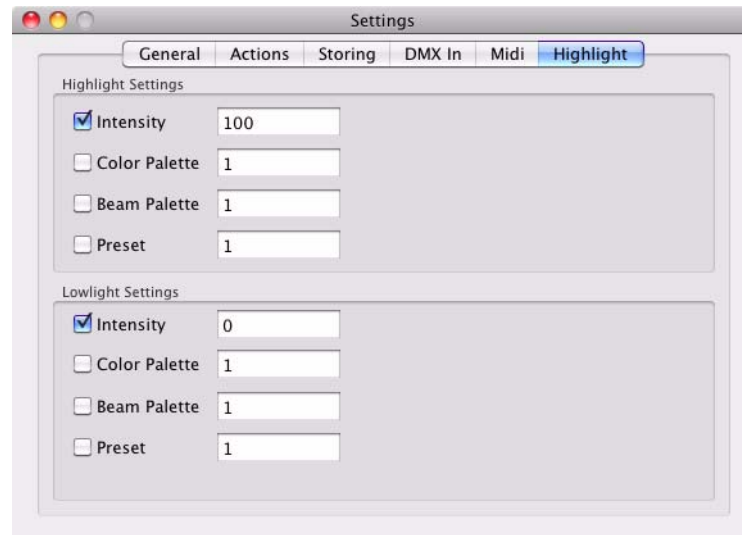 Settings
General Actions Storing DMX In Midi Highlight
Highlight Settings
Intensity 100
Color Palette 1
Beam Palette 1
Preset 1
Lowlight Settings
Intensity 0
Color Palette 1
Beam Palette 1
Preset 1